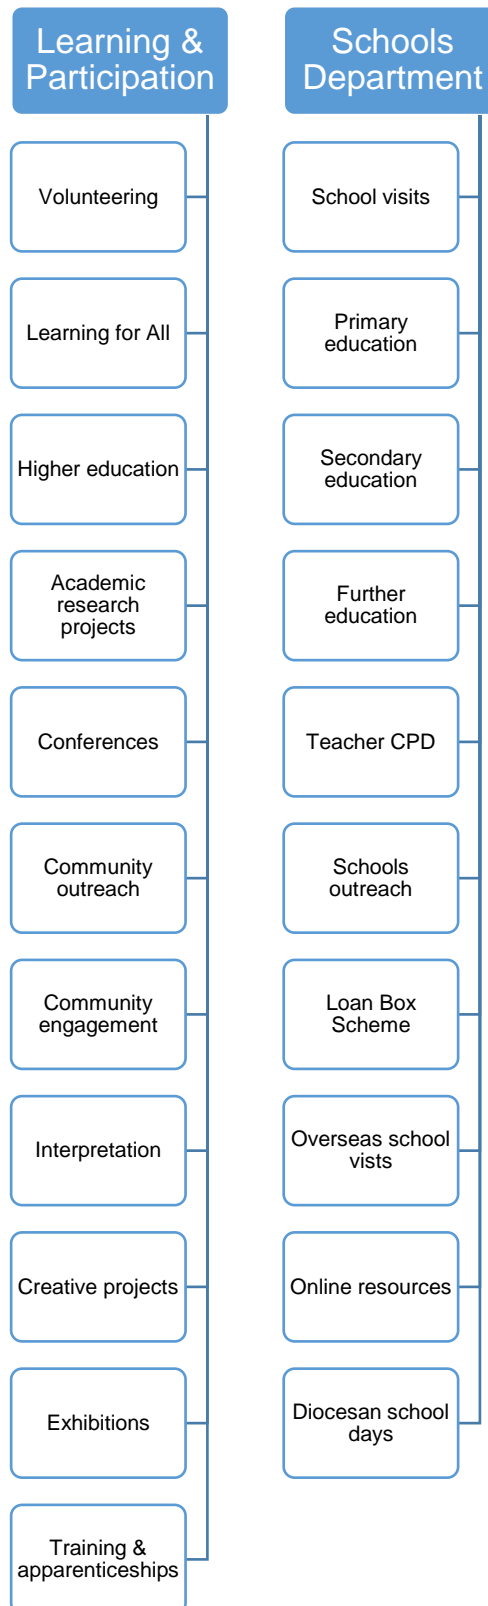 Learning &
Participation
Volunteering
Learning for All
Higher education
Academic
research
projects
Conferences
Community
outreach
Community
engagement
Interpretation
Creative projects
Exhibitions
Training &
apprenticeships
Schools
Department
School visits
Primary
education
Secondary
education
Further
education
Teacher CPD
Schools
outreach
Loan Box
Scheme
Overseas school
vists
Online resources
Diocesan school
days